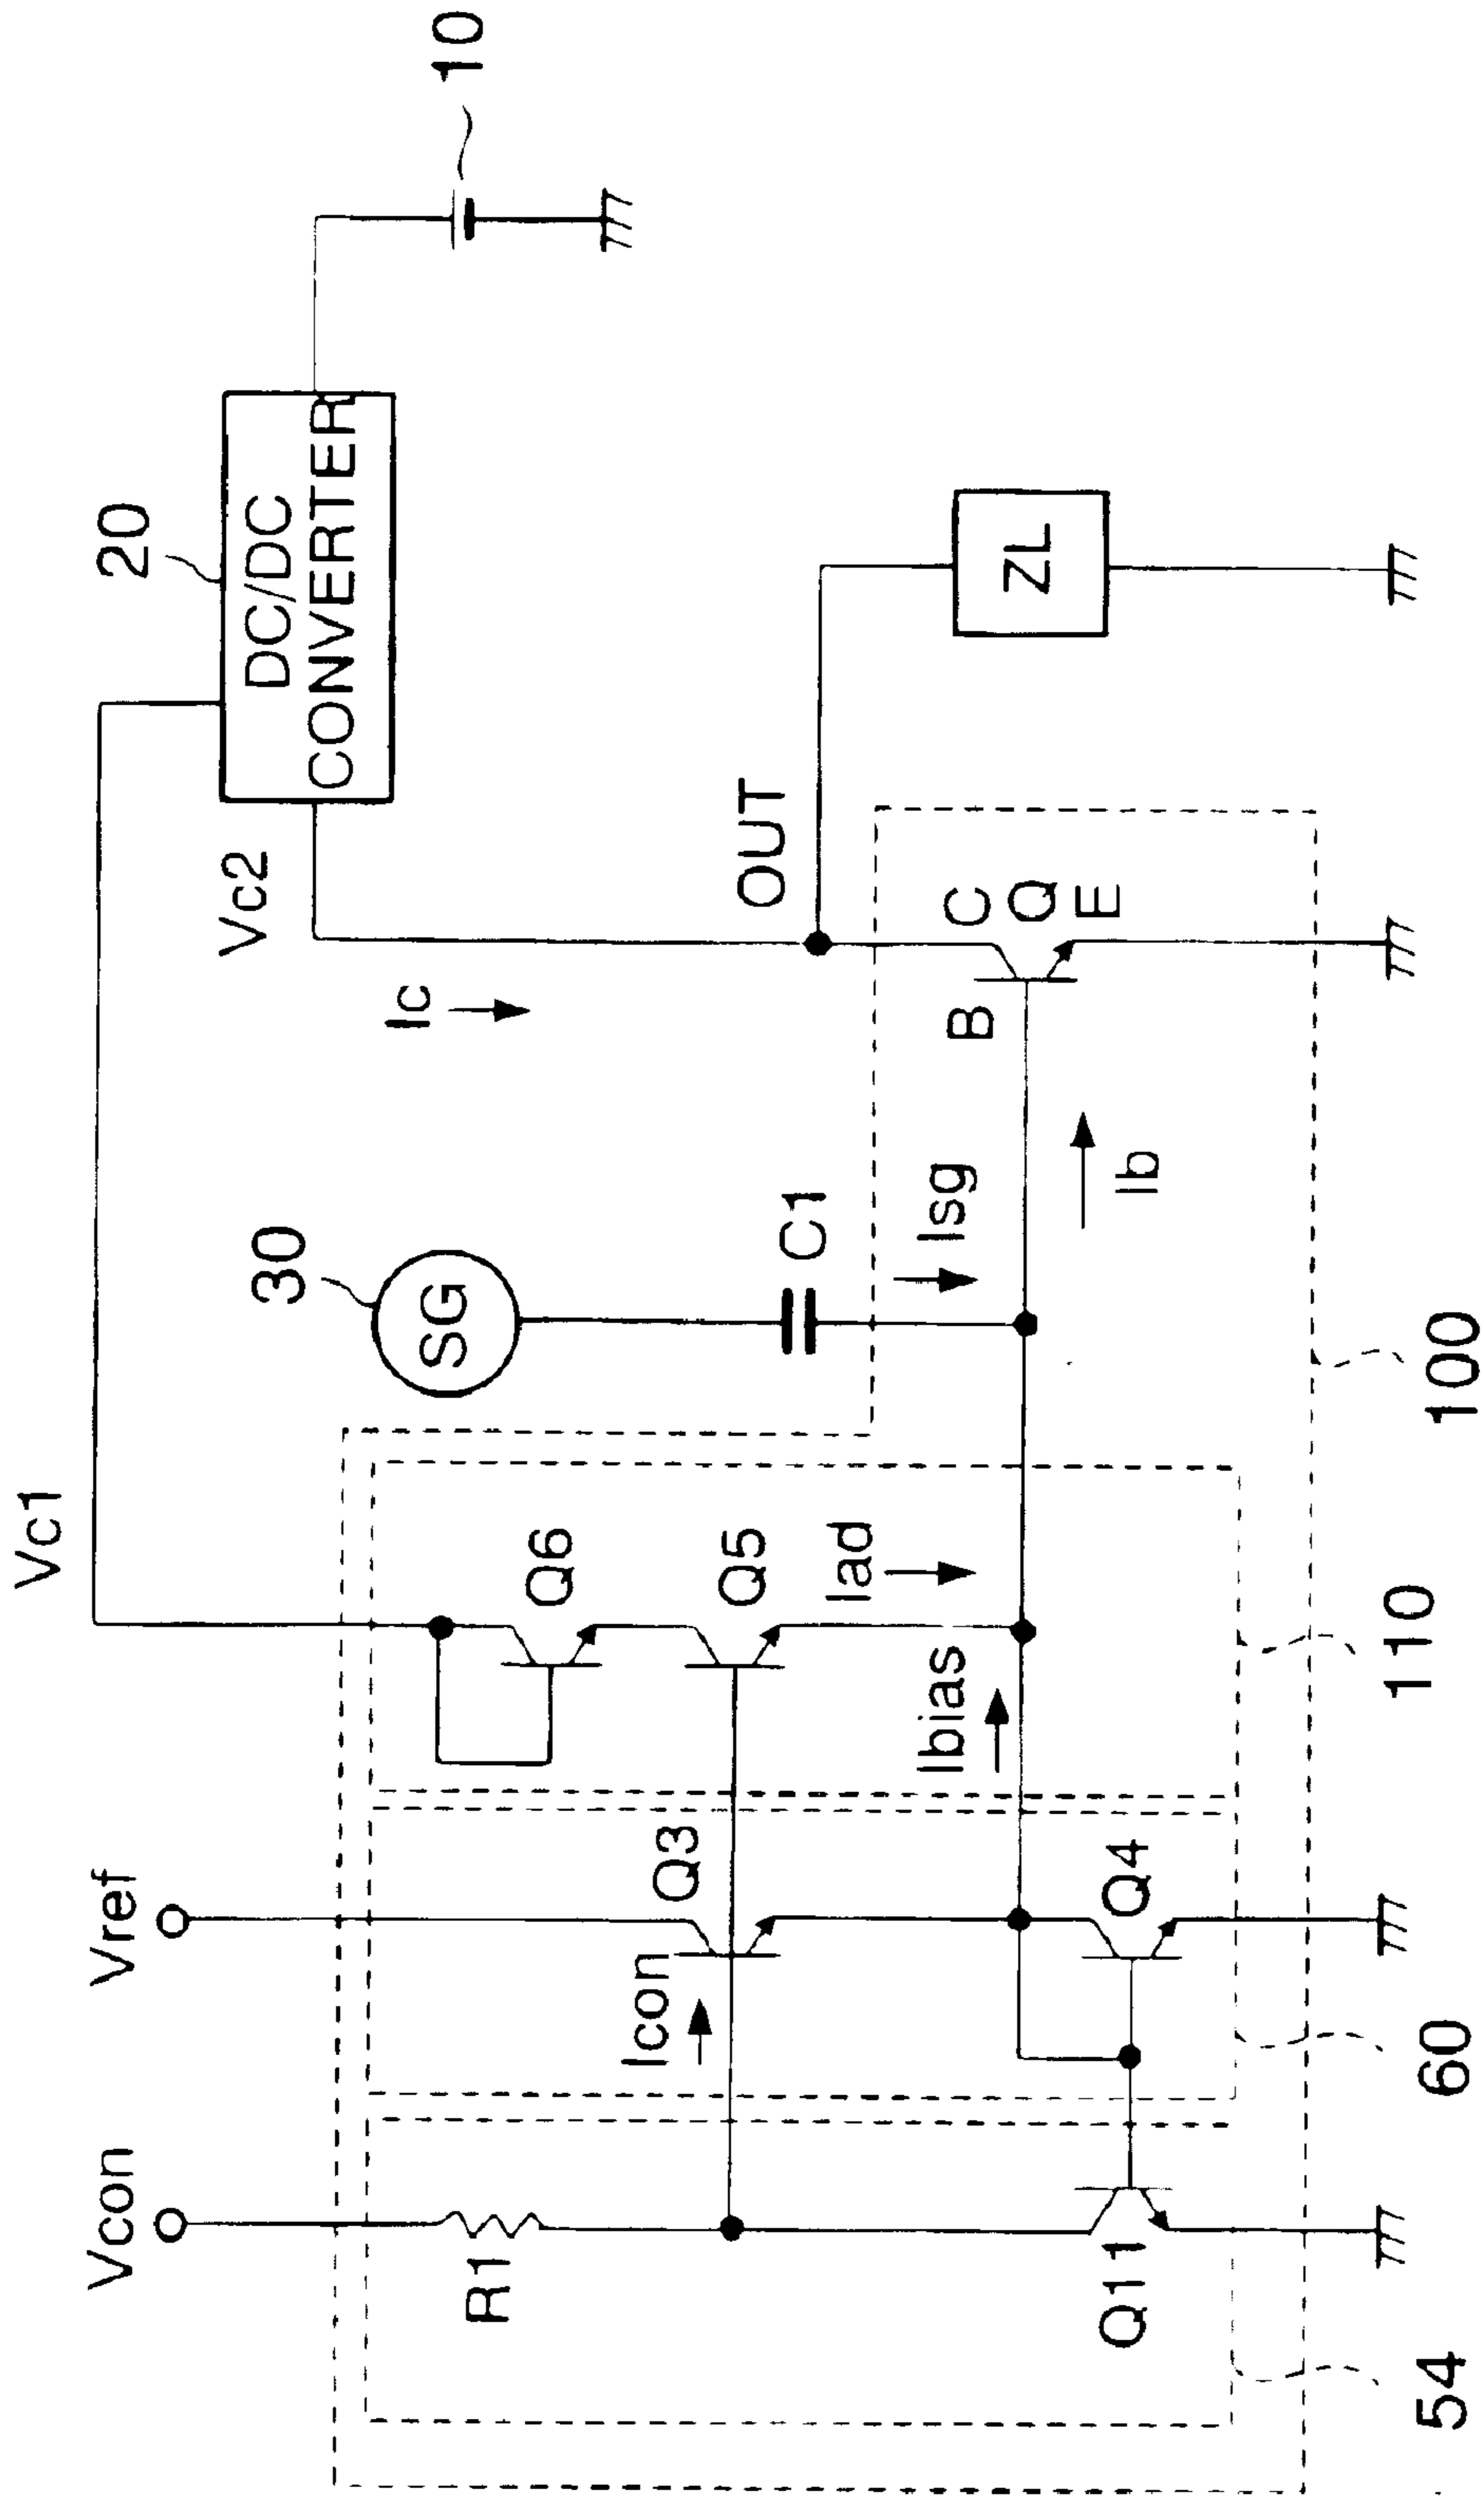 Vcon
Vref
Vc1
20
10
DC/DC
CONVERTER
Vc2
30
SG
Ic
R1
Icon
Q3
Q6
Q5
C1
OUT
Iad
Ibias
Isg
B
C
Q
E
ZL
Q11
Q4
Ib
54
60
110
100